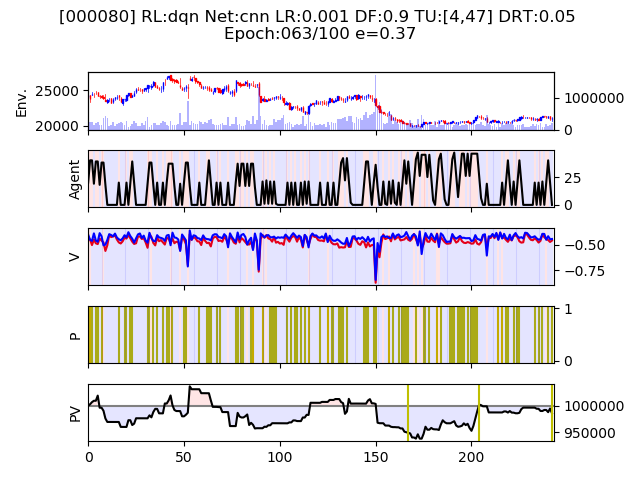 [000080] RL:dqn Net:cnn LR:0.001 DF:0.9 TU:[4,47] DRT:0.05
Epoch:063/100 e=0.37
Env.
25000
20000
1000000
0
Agent
25
0
V
−0.50
−0.75
P
1
0
PV
1000000
950000
0 50 100 150 200